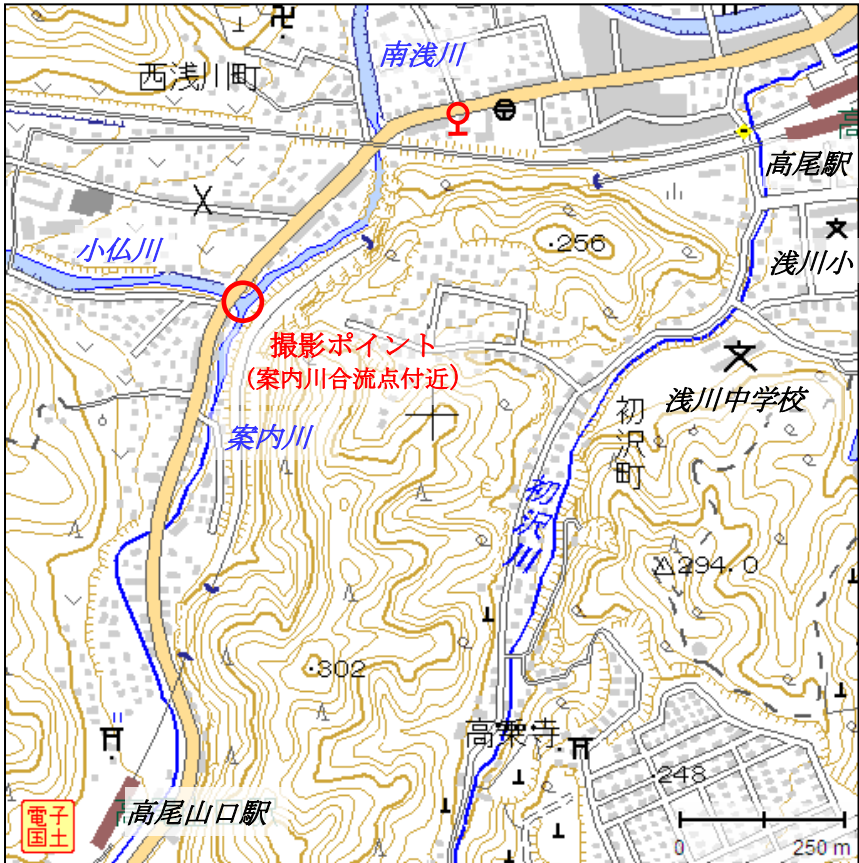 南浅川
西浅川町
高
高尾駅
浅川小
小仏川
・256
撮影ポイント
(案内川合流点付近)
浅川中学校
初沢町
案内川
初沢川
294.0
・302
高乗寺
・248
高尾山口駅
電子
国土
0 250 m